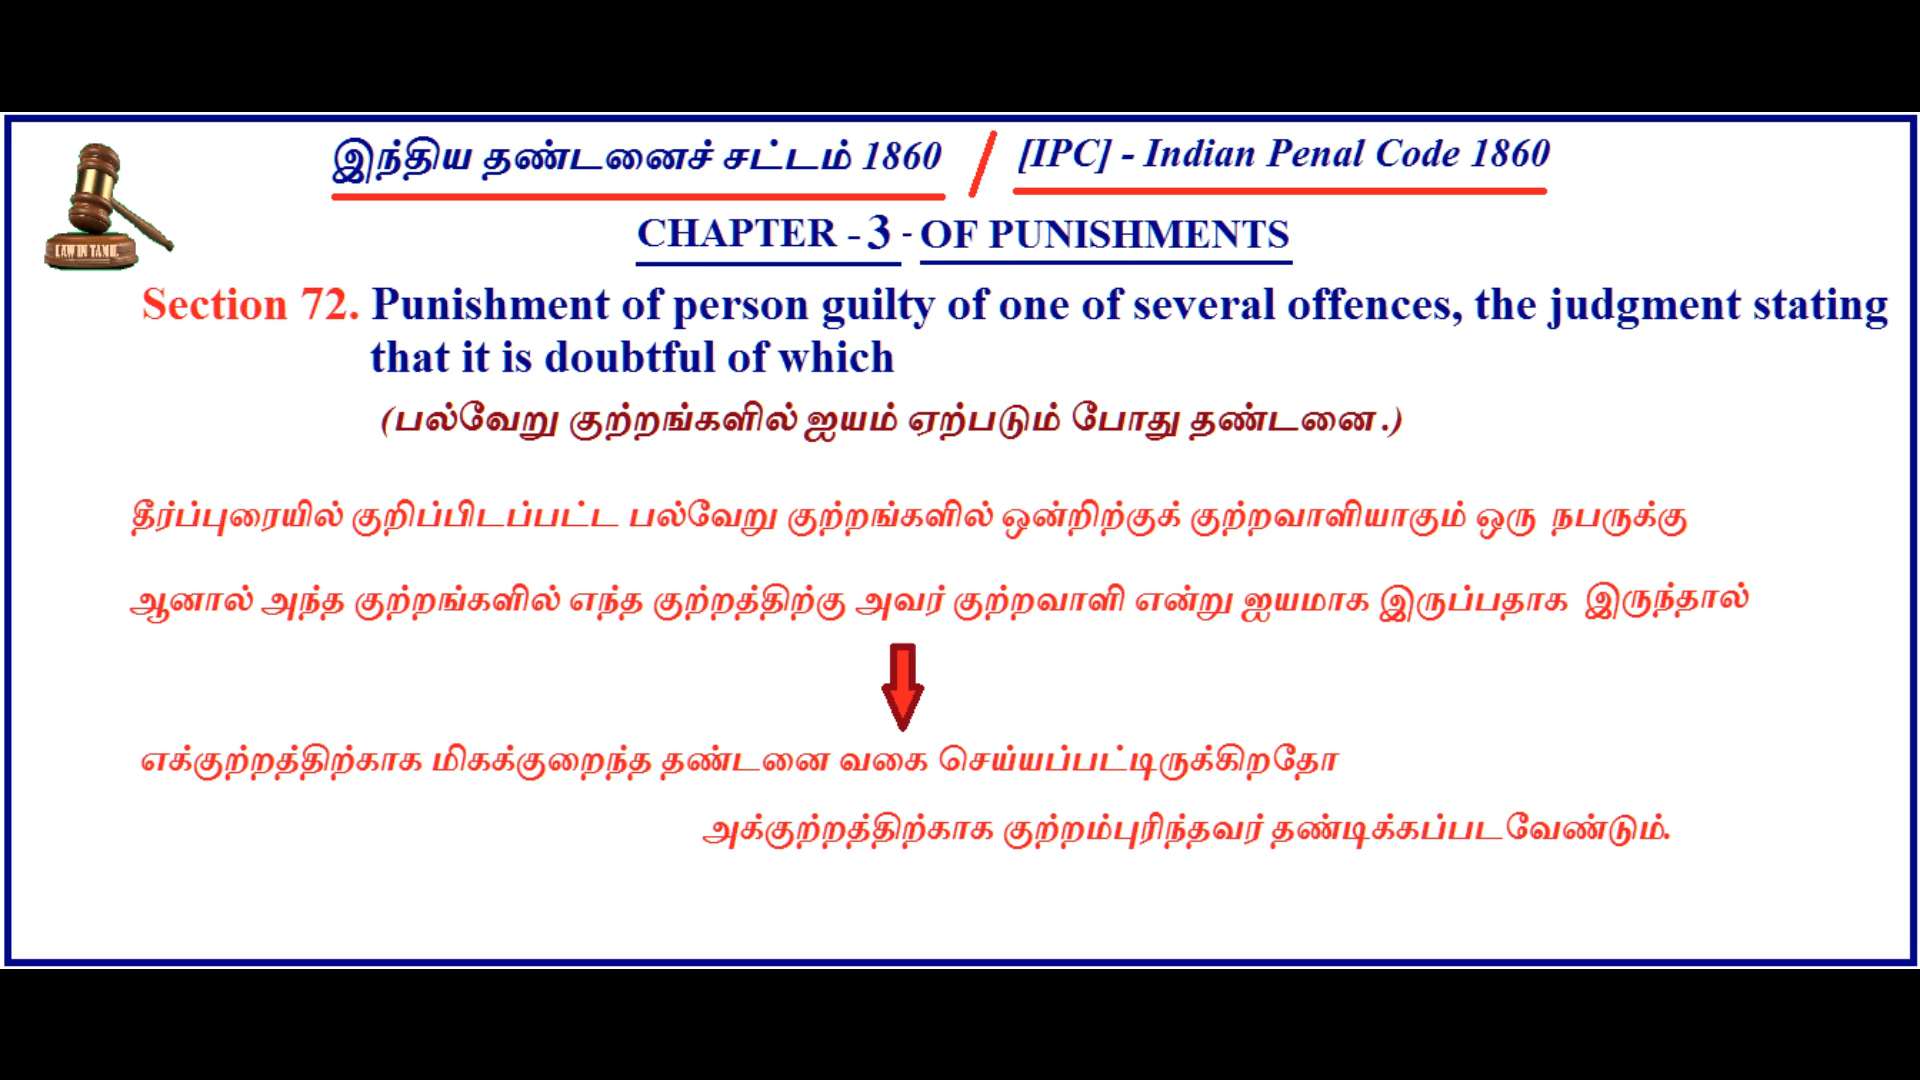 இந்திய தண்டனைச் சட்டம் 1860 / [IPC] - Indian Penal Code 1860
CHAPTER - 3 - OF PUNISHMENTS
LAW IN TAMIL
Section 72. Punishment of person guilty of one of several offences, the judgment stating
that it is doubtful of which
(பல்வேறு குற்றங்களில் ஐயம் ஏற்படும் போது தண்டனை.)
தீர்ப்புரையில் குறிப்பிடப்பட்ட பல்வேறு குற்றங்களில் ஒன்றிற்குக் குற்றவாளியாகும் ஒரு நபருக்கு
ஆனால் அந்த குற்றங்களில் எந்த குற்றத்திற்கு அவர் குற்றவாளி என்று ஐயமாக இருப்பதாக இருந்தால்
எக்குற்றத்திற்காக மிகக்குறைந்த தண்டனை வகை செய்யப்பட்டிருக்கிறதோ
அக்குற்றத்திற்காக குற்றம்புரிந்தவர் தண்டிக்கப்படவேண்டும்.